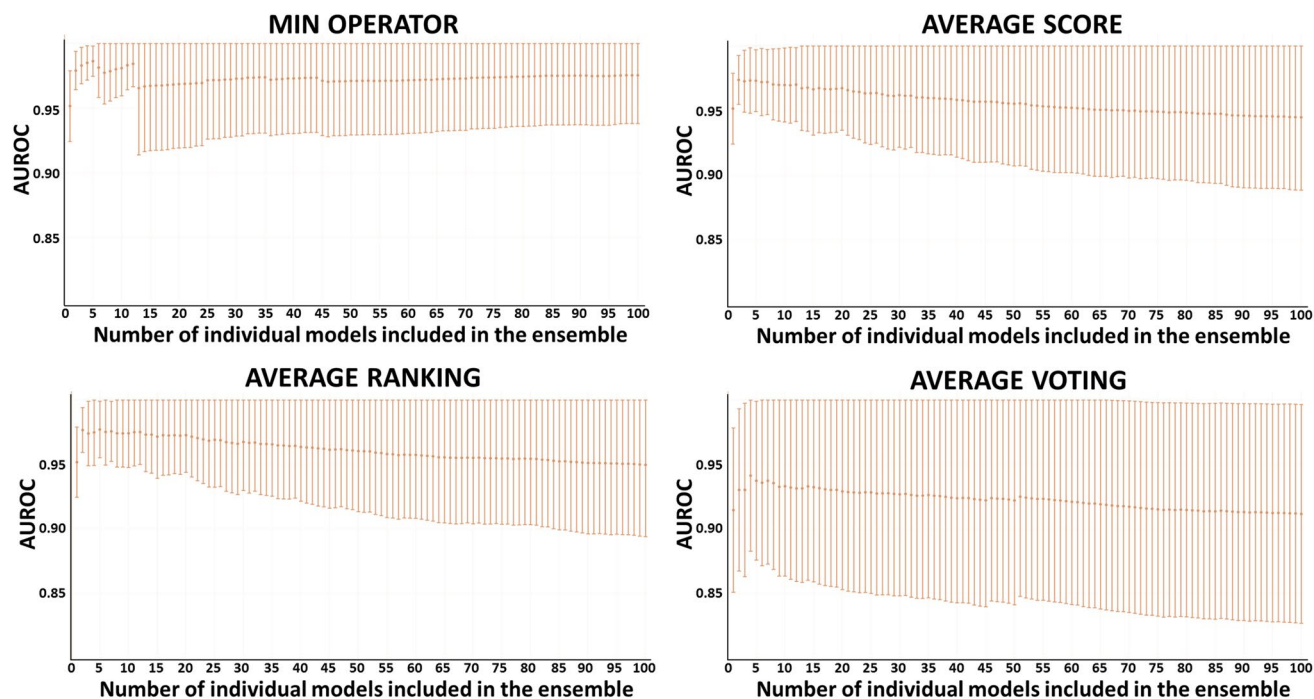 MIN OPERATOR
AUROC
0.95
0.90
0.85
0 5 10 15 20 25 30 35 40 45 50 55 60 65 70 75 80 85 90 95 100
Number of individual models included in the ensemble
AVERAGE SCORE
AUROC
0.95
0.90
0.85
0 5 10 15 20 25 30 35 40 45 50 55 60 65 70 75 80 85 90 95 100
Number of individual models included in the ensemble
AVERAGE RANKING
AUROC
0.95
0.90
0.85
0 5 10 15 20 25 30 35 40 45 50 55 60 65 70 75 80 85 90 95 100
Number of individual models included in the ensemble
AVERAGE VOTING
AUROC
0.95
0.90
0.85
0 5 10 15 20 25 30 35 40 45 50 55 60 65 70 75 80 85 90 95 100
Number of individual models included in the ensemble